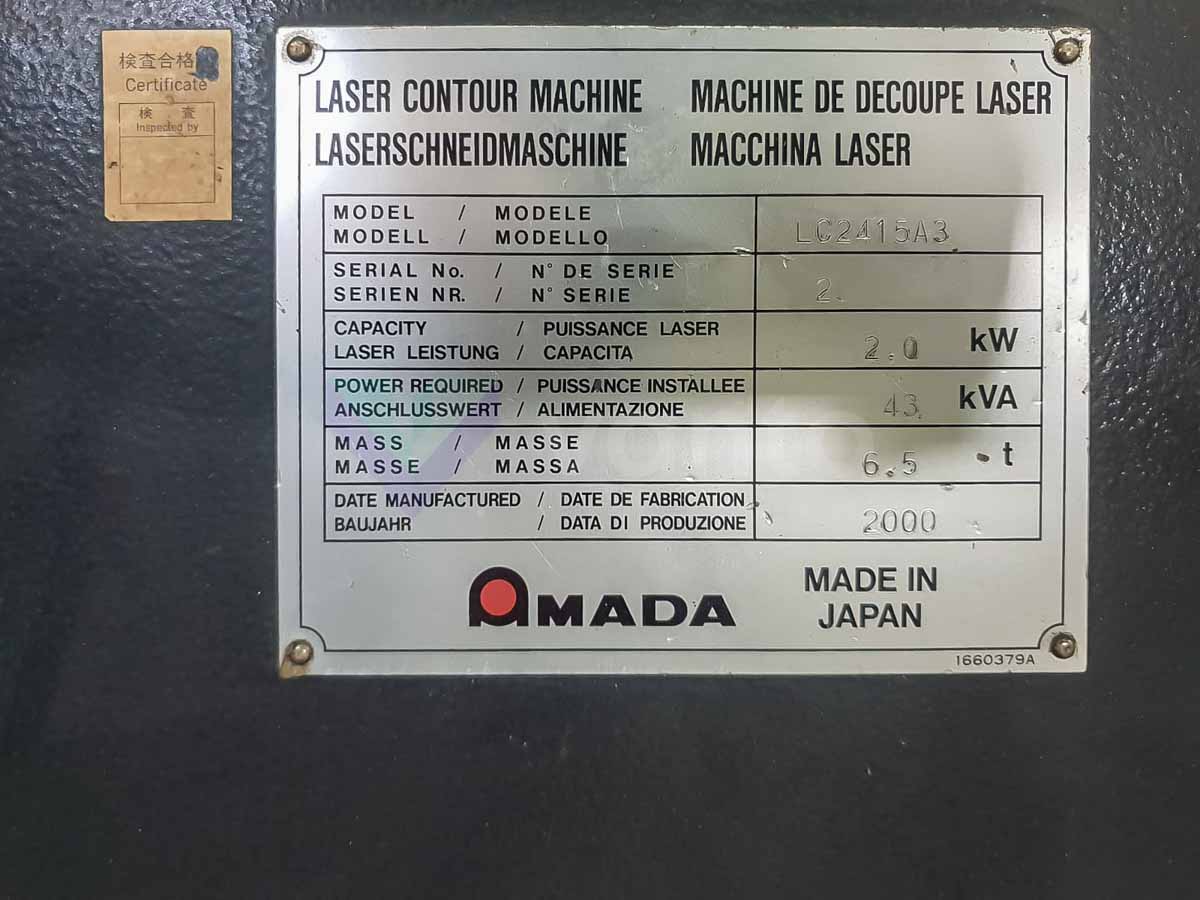 検査合格
Certificate
検 査
Inspected by
LASER CONTOUR MACHINE MACHINE DE DECOUPE LASER
LASERSCHNEIDMASCHINE MACCHINA LASER
MODEL / MODELE
MODELL / MODELLO
LC2415A3
SERIAL No. / N° DE SERIE
SERIEN NR. / N° SERIE
2.
CAPACITY / PUISSANCE LASER
LASER LEISTUNG / CAPACITA
2.0 kW
POWER REQUIRED / PUISSANCE INSTALLEE
ANSCHLUSSWERT / ALIMENTAZIONE
43 kVA
MASS / MASSE
MASSE / MASSA
6.5 t
DATE MANUFACTURED / DATE DE FABRICATION
BAUJAHR / DATA DI PRODUZIONE
2000
AMADA
MADE IN
JAPAN
1660379A